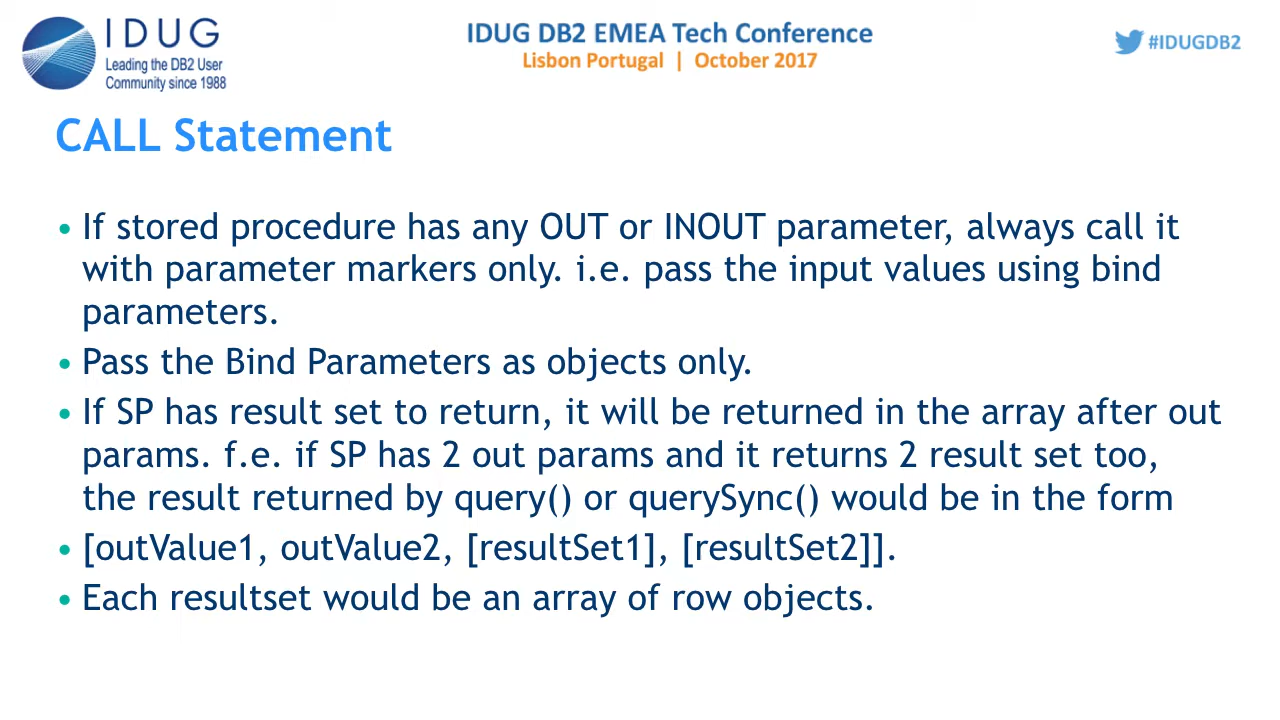 IDUG
Leading the DB2 User
Community since 1988
IDUG DB2 EMEA Tech Conference
Lisbon Portugal | October 2017
#IDUGDB2
CALL Statement
• If stored procedure has any OUT or INOUT parameter, always call it
with parameter markers only. i.e. pass the input values using bind
parameters.
• Pass the Bind Parameters as objects only.
• If SP has result set to return, it will be returned in the array after out
params. f.e. if SP has 2 out params and it returns 2 result set too,
the result returned by query() or querySync() would be in the form
• [outValue1, outValue2, [resultSet1], [resultSet2]].
• Each resultset would be an array of row objects.